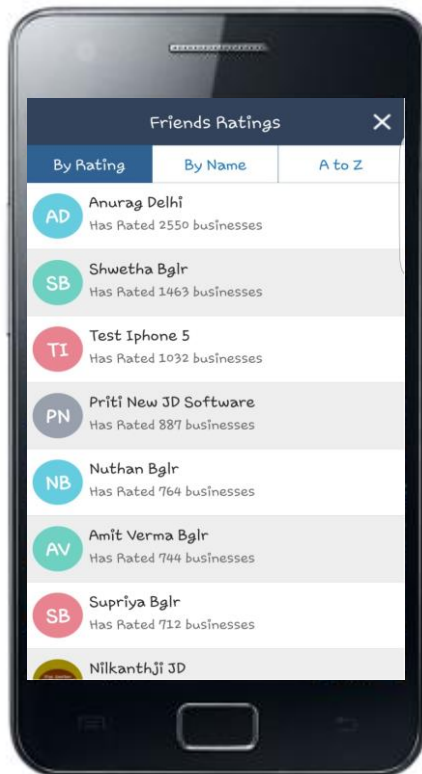 Friends Ratings
By Rating
By Name
A to Z
AD
Anurag Delhi
Has Rated 2550 businesses
SB
Shwetha Bglr
Has Rated 1463 businesses
TI
Test Iphone 5
Has Rated 1032 businesses
PN
Priti New JD Software
Has Rated 887 businesses
NB
Nuthan Bglr
Has Rated 764 businesses
AV
Amit Verma Bglr
Has Rated 744 businesses
SB
Supriya Bglr
Has Rated 712 businesses
Nilkanthji JD